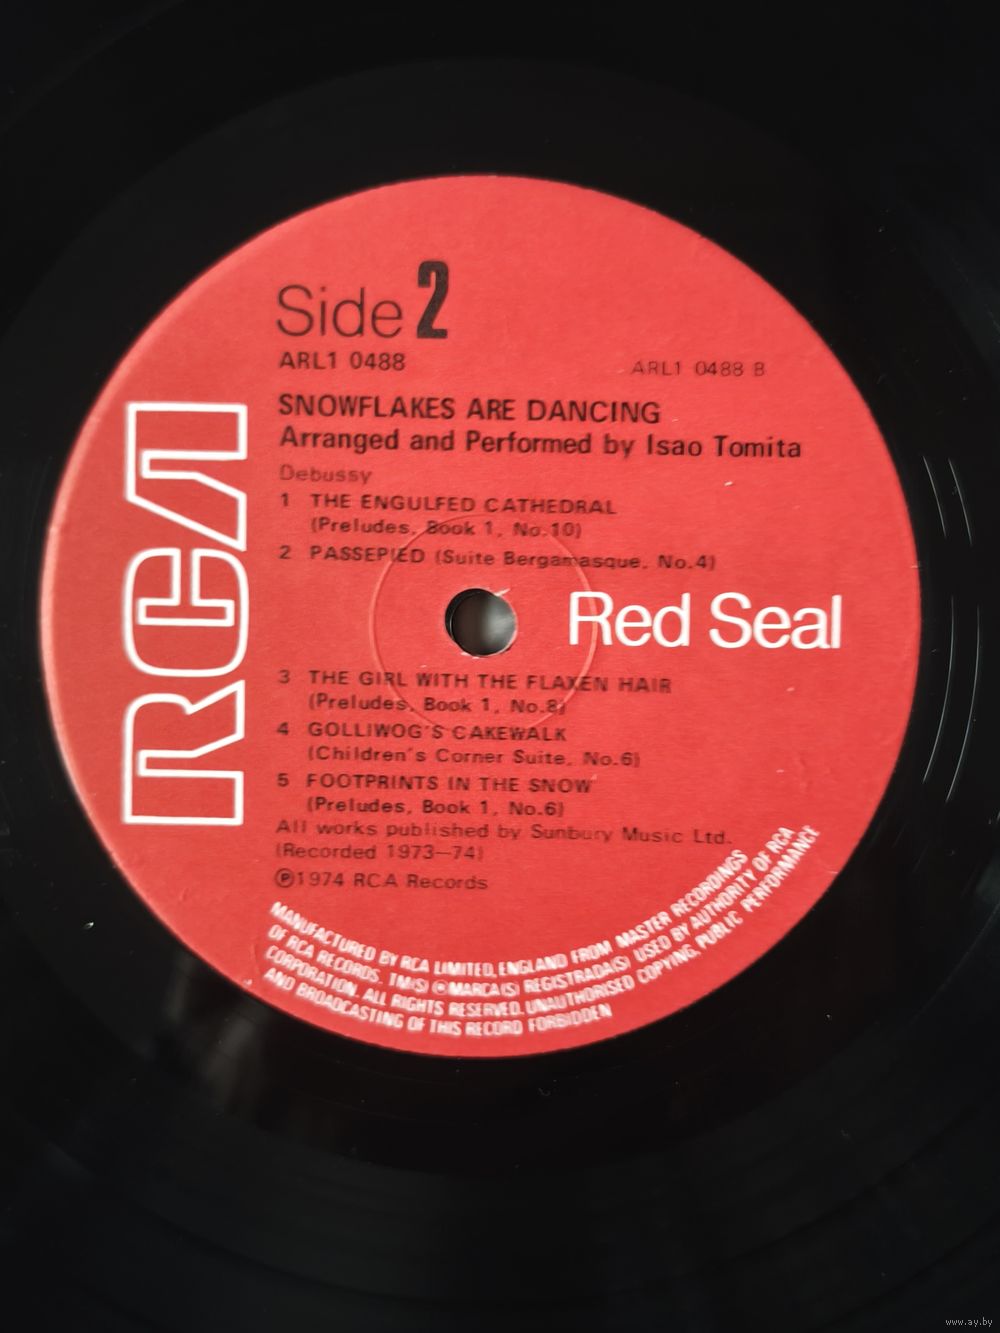 Side 2
ARL1 0488
ARL1 0488 B
SNOWFLAKES ARE DANCING
Arranged and Performed by Isao Tomita
Debussy
1 THE ENGULFED CATHEDRAL
(Preludes, Book 1, No.10)
2 PASSEPIED (Suite Bergamasque, No.4)
RCA
Red Seal
3 THE GIRL WITH THE FLAXEN HAIR
(Preludes, Book 1, No.8)
4 GOLLIWOG'S CAKEWALK
(Children's Corner Suite, No.6)
5 FOOTPRINTS IN THE SNOW
(Preludes, Book 1, No.6)
All works published by Sunbury Music Ltd.
(Recorded 1973—74)
Ⓟ1974 RCA Records
MANUFACTURED BY RCA LIMITED, ENGLAND FROM MASTER RECORDINGS
OF RCA RECORDS. TM(S) ® MARCA(S) REGISTRADA(S) USED BY AUTHORITY OF RCA
CORPORATION. ALL RIGHTS RESERVED. UNAUTHORISED COPYING, PUBLIC PERFORMANCE
AND BROADCASTING OF THIS RECORD FORBIDDEN
www.ay.by